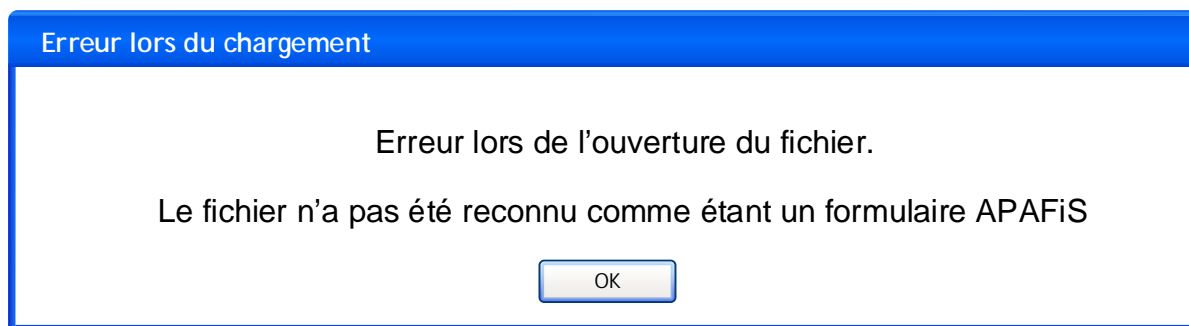 Erreur lors du chargement
Erreur lors de l’ouverture du fichier.
Le fichier n’a pas été reconnu comme étant un formulaire APAFiS
OK